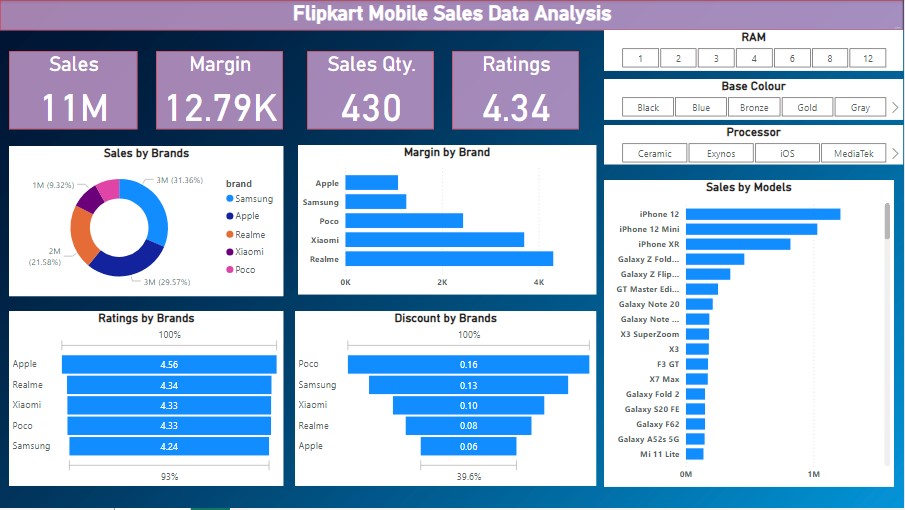 Flipkart Mobile Sales Data Analysis
Sales
11M
Margin
12.79K
Sales Qty.
430
Ratings
4.34
RAM
1 2 3 4 6 8 12
Base Colour
Black Blue Bronze Gold Gray
Processor
Ceramic Exynos iOS MediaTek
Sales by Brands
1M (9.32%)
3M (31.36%)
2M
(21.58%)
3M (29.57%)
brand
Samsung
Apple
Realme
Xiaomi
Poco
Margin by Brand
Apple
Samsung
Poco
Xiaomi
Realme
0K 2K 4K
Sales by Models
iPhone 12
iPhone 12 Mini
iPhone XR
Galaxy Z Fold...
Galaxy Z Flip...
GT Master Edi...
Galaxy Note 20
Galaxy Note ...
X3 SuperZoom
X3
F3 GT
X7 Max
Galaxy Fold 2
Galaxy S20 FE
Galaxy F62
Galaxy A52s 5G
Mi 11 Lite
0M 1M
Ratings by Brands
100%
Apple 4.56
Realme 4.34
Xiaomi 4.33
Poco 4.33
Samsung 4.24
93%
Discount by Brands
100%
Poco 0.16
Samsung 0.13
Xiaomi 0.10
Realme 0.08
Apple 0.06
39.6%